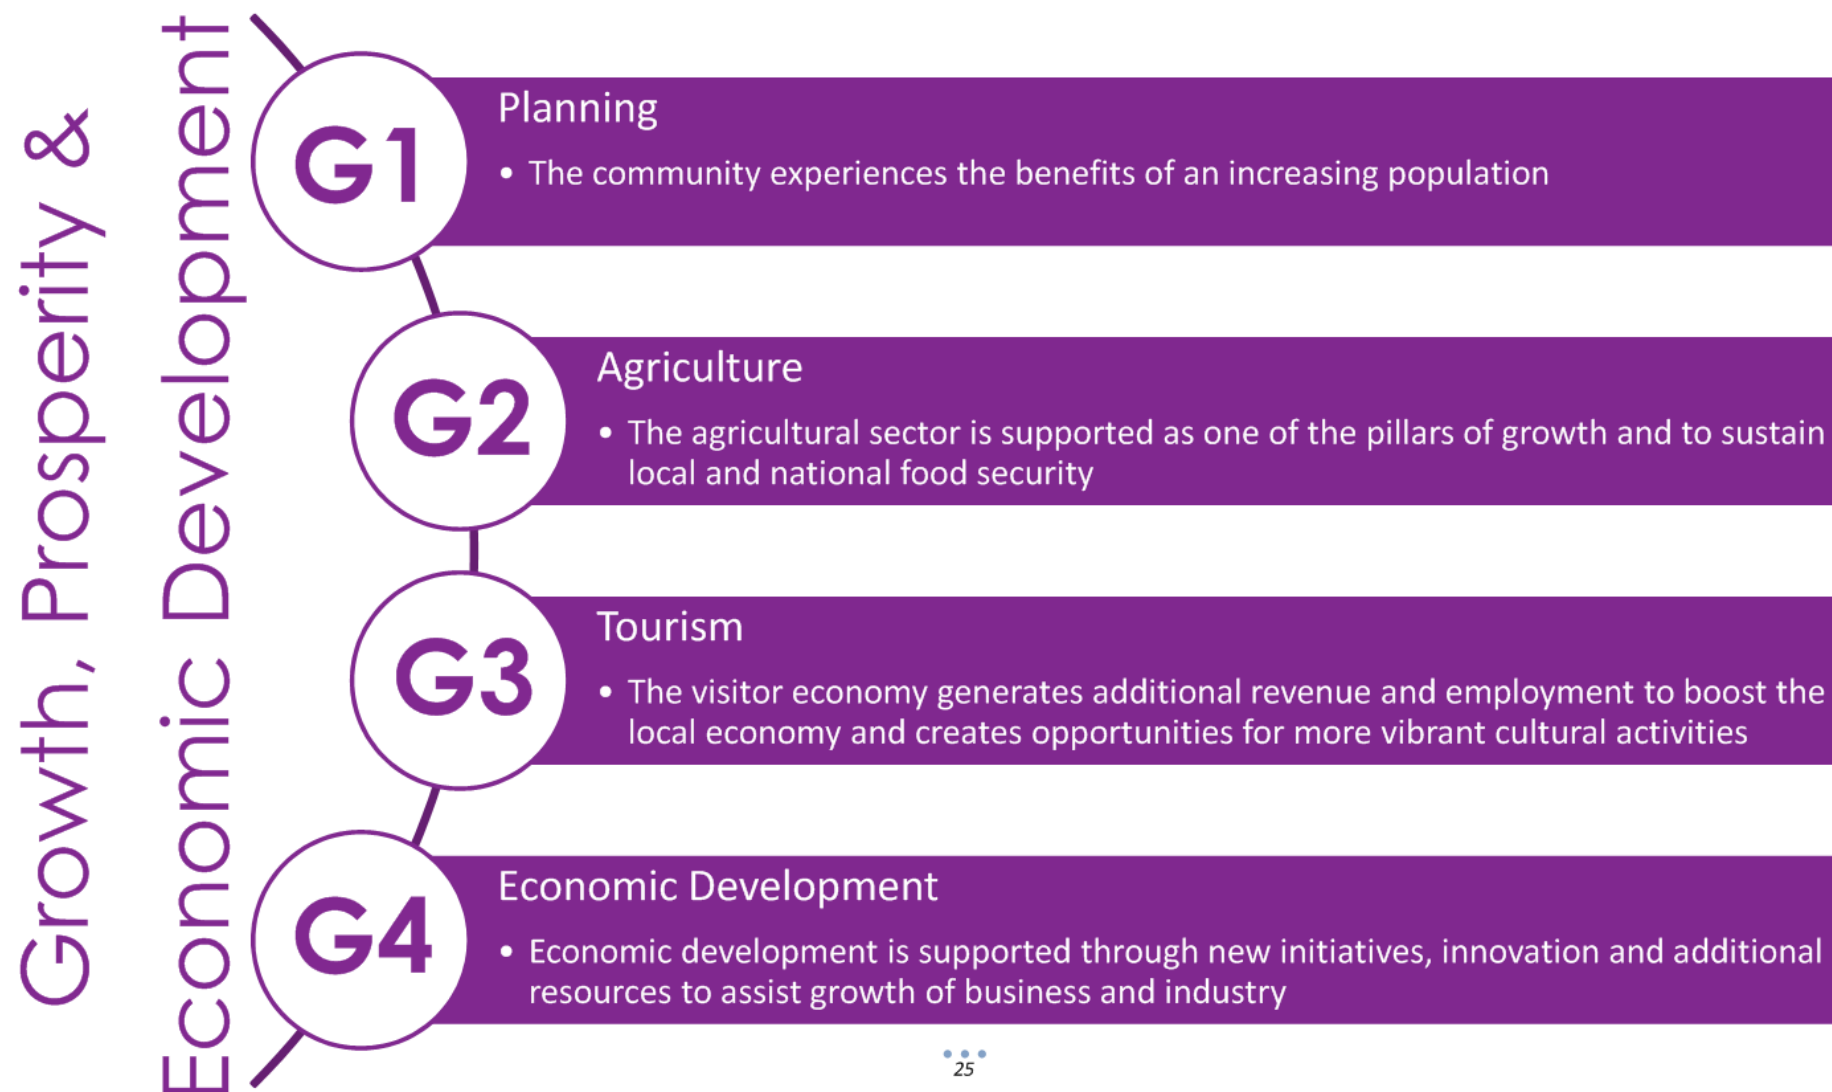 Growth, Prosperity &
Economic Development
G1
Planning
• The community experiences the benefits of an increasing population
G2
Agriculture
• The agricultural sector is supported as one of the pillars of growth and to sustain
local and national food security
G3
Tourism
• The visitor economy generates additional revenue and employment to boost the
local economy and creates opportunities for more vibrant cultural activities
G4
Economic Development
• Economic development is supported through new initiatives, innovation and additional
resources to assist growth of business and industry
25